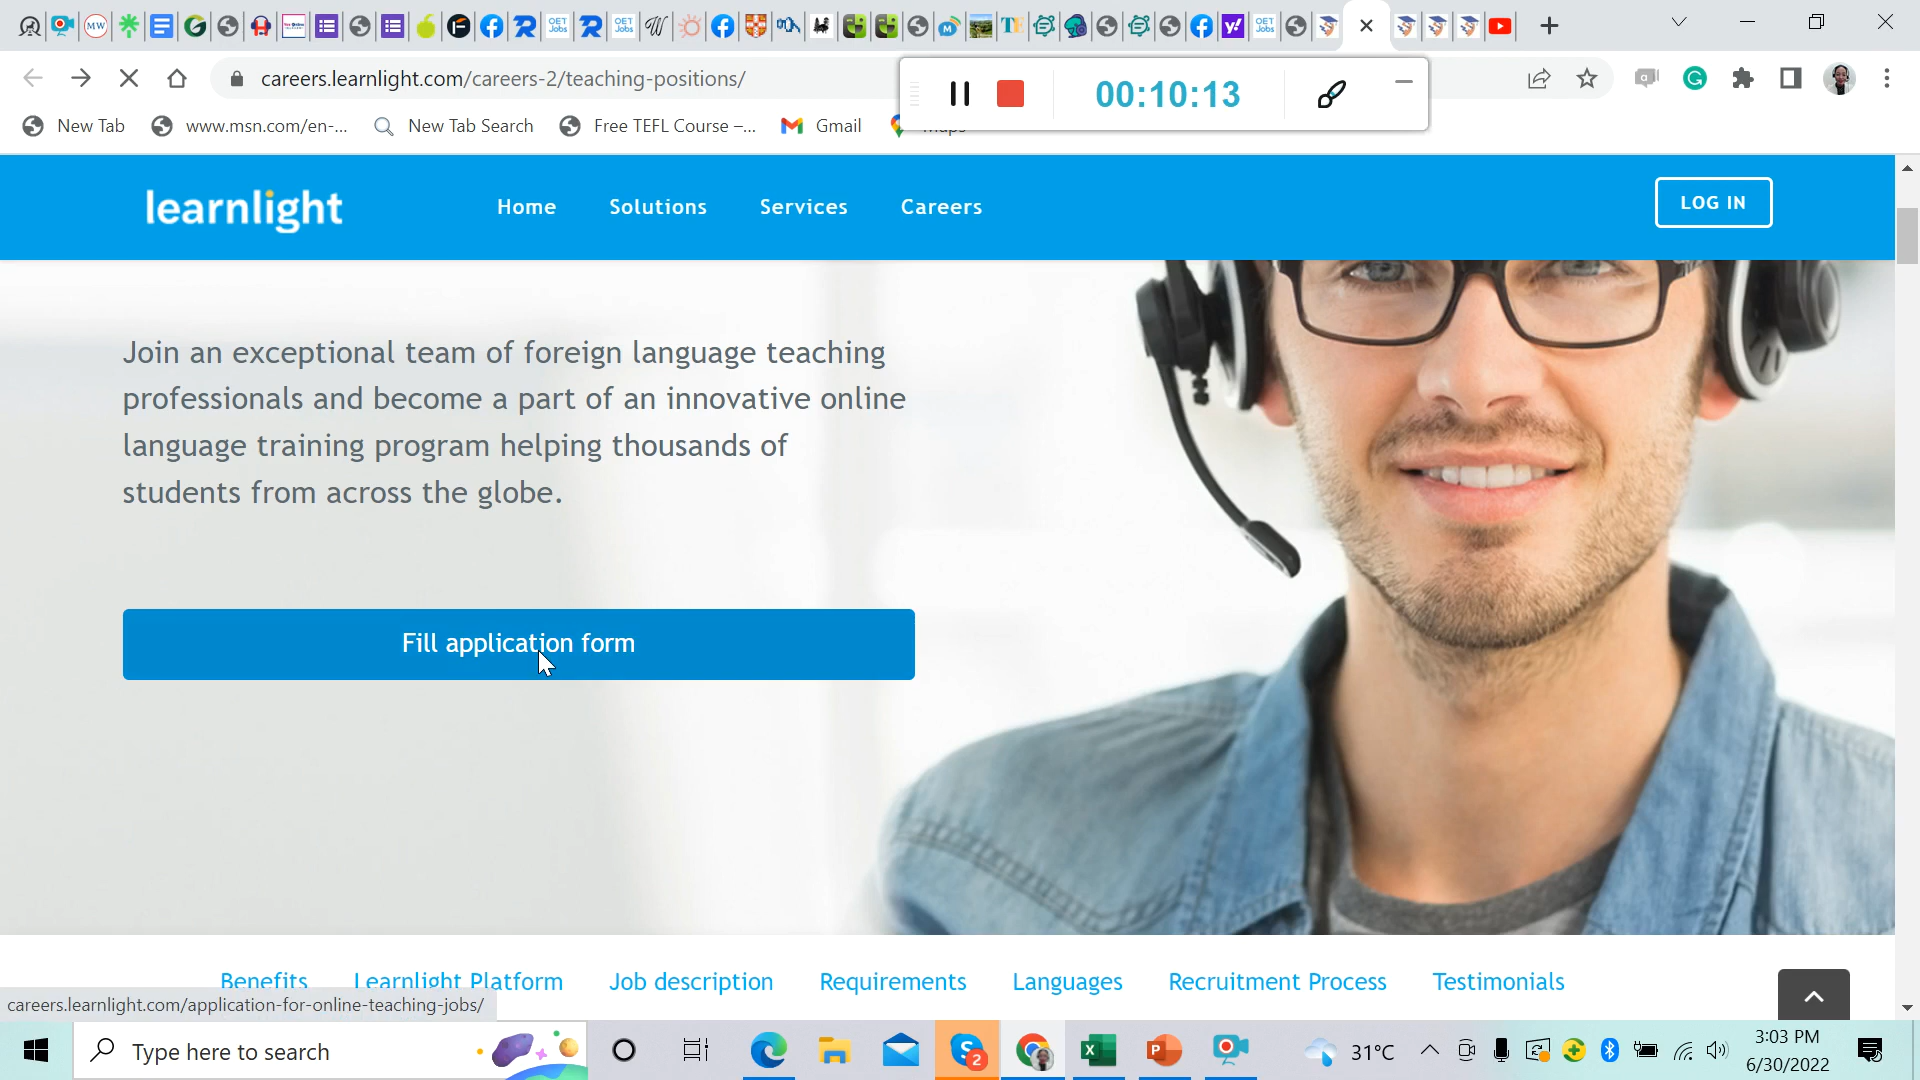 careers.learnlight.com/careers-2/teaching-positions/
00:10:13
New Tab
www.msn.com/en-...
New Tab Search
Free TEFL Course –...
Gmail
learnlight
Home
Solutions
Services
Careers
LOG IN
Join an exceptional team of foreign language teaching
professionals and become a part of an innovative online
language training program helping thousands of
students from across the globe.
Fill application form
Benefits
Learnlight Platform
Job description
Requirements
Languages
Recruitment Process
Testimonials
careers.learnlight.com/application-for-online-teaching-jobs/
Type here to search
31°C
3:03 PM
6/30/2022